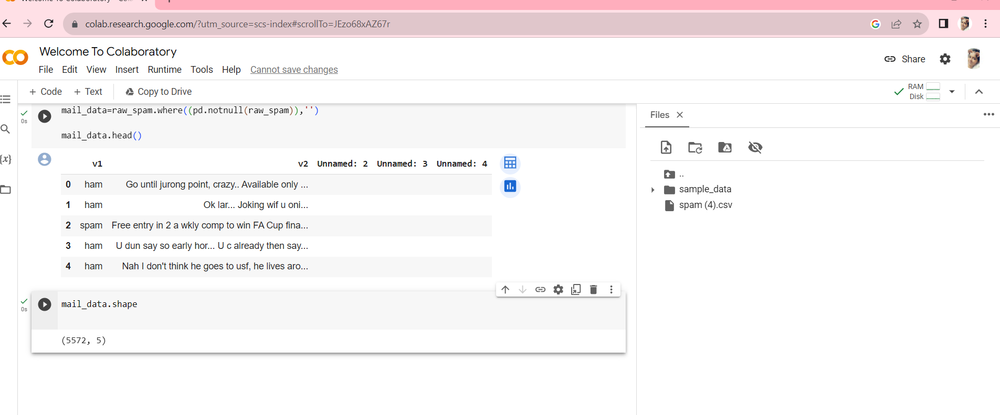 colab.research.google.com/?utm_source=scs-index#scrollTo=JEzo68xAZ67r
Welcome To Colaboratory
File Edit View Insert Runtime Tools Help Cannot save changes
Share
+ Code + Text Copy to Drive
RAM
Disk
mail_data=raw_spam.where((pd.notnull(raw_spam)),'')
0s
mail_data.head()
v1 v2 Unnamed: 2 Unnamed: 3 Unnamed: 4
0 ham Go until jurong point, crazy.. Available only ...
1 ham Ok lar... Joking wif u oni...
2 spam Free entry in 2 a wkly comp to win FA Cup fina...
3 ham U dun say so early hor... U c already then say...
4 ham Nah I don't think he goes to usf, he lives aro...
mail_data.shape
0s
(5572, 5)
{x}
Files
..
sample_data
spam (4).csv